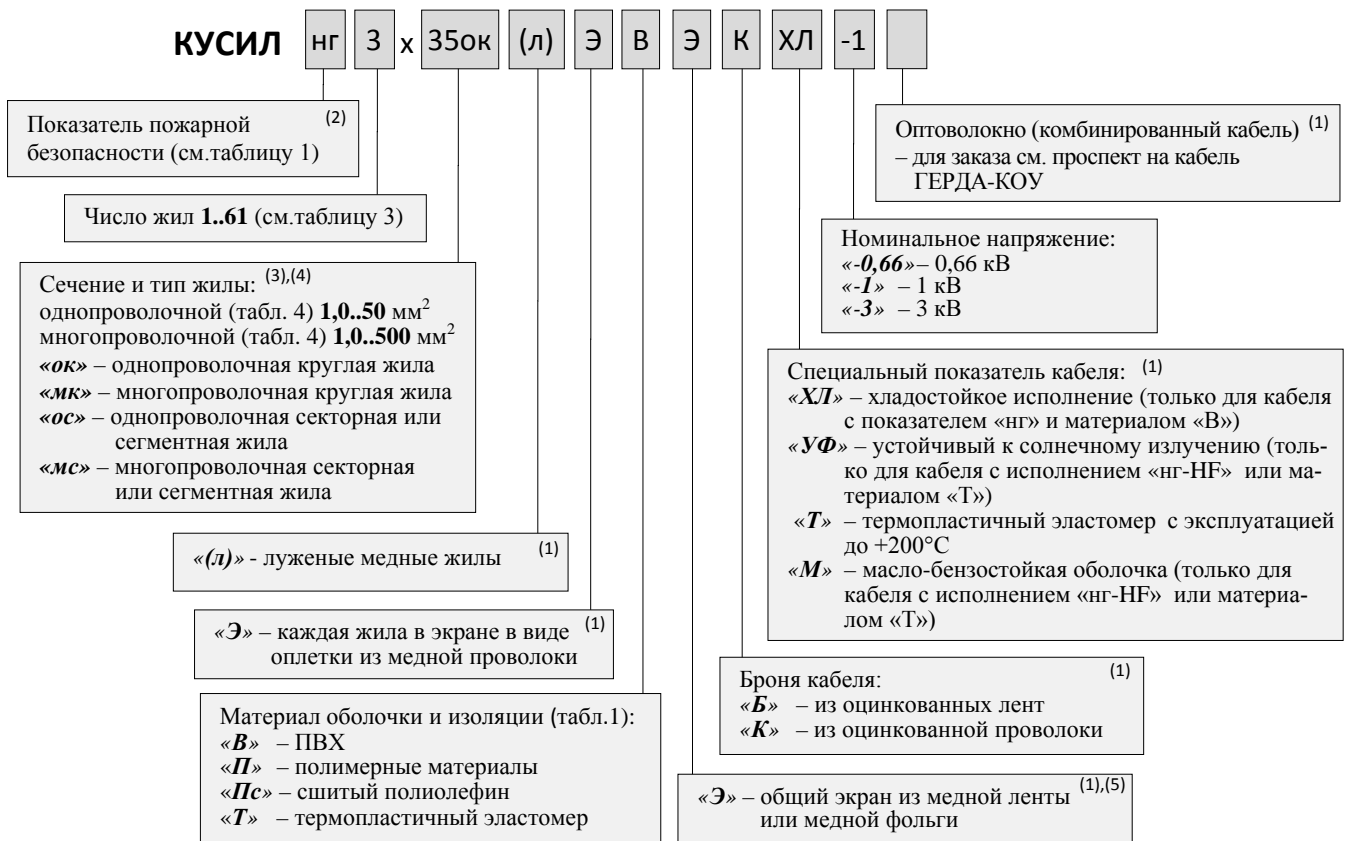 КУСИЛ нг 3 х 35ок (л) Э В Э К ХЛ -1
Показатель пожарной (2)
безопасности (см.таблицу 1)
Оптоволокно (комбинированный кабель) (1)
– для заказа см. проспект на кабель
ГЕРДА-КОУ
Число жил 1..61 (см.таблицу 3)
Номинальное напряжение:
«-0,66»– 0,66 кВ
«-1» – 1 кВ
«-3» – 3 кВ
Сечение и тип жилы: (3),(4)
однопроволочной (табл. 4) 1,0..50 мм²
многопроволочной (табл. 4) 1,0..500 мм²
«ок» – однопроволочная круглая жила
«мк» – многопроволочная круглая жила
«ос» – однопроволочная секторная или
сегментная жила
«мс» – многопроволочная секторная
или сегментная жила
Специальный показатель кабеля: (1)
«ХЛ» – хладостойкое исполнение (только для кабеля
с показателем «нг» и материалом «В»)
«УФ» – устойчивый к солнечному излучению (толь-
ко для кабеля с исполнением «нг-HF» или ма-
териалом «Т»)
«Т» – термопластичный эластомер с эксплуатацией
до +200°С
«М» – масло-бензостойкая оболочка (только для
кабеля с исполнением «нг-HF» или материа-
лом «Т»)
«(л)» - луженые медные жилы (1)
«Э» – каждая жила в экране в виде (1)
оплетки из медной проволоки
Броня кабеля: (1)
«Б» – из оцинкованных лент
«К» – из оцинкованной проволоки
Материал оболочки и изоляции (табл.1):
«В» – ПВХ
«П» – полимерные материалы
«Пс» – сшитый полиолефин
«Т» – термопластичный эластомер
«Э» – общий экран из медной ленты (1),(5)
или медной фольги